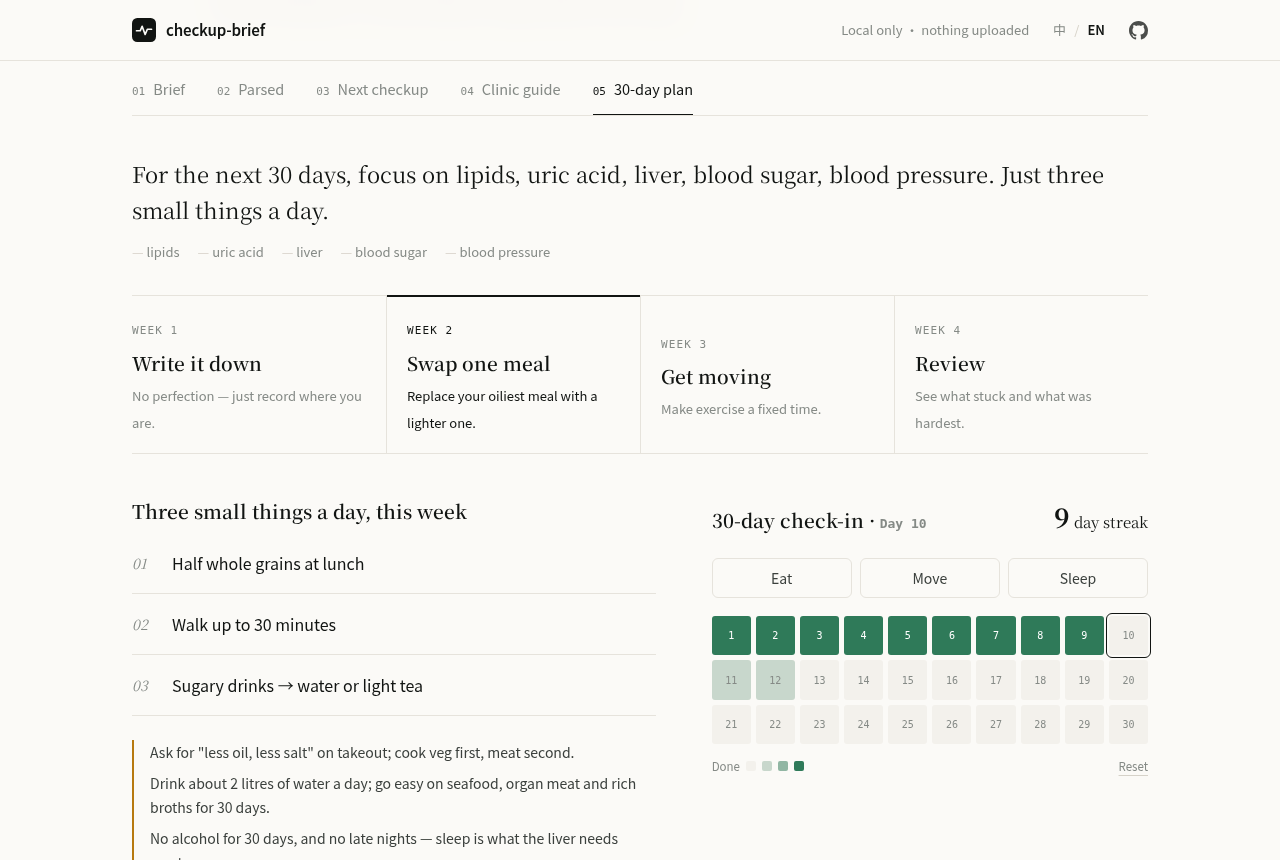 checkup-brief
Local only • nothing uploaded
中 / EN
01 Brief
02 Parsed
03 Next checkup
04 Clinic guide
05 30-day plan
For the next 30 days, focus on lipids, uric acid, liver, blood sugar, blood pressure. Just three
small things a day.
— lipids — uric acid — liver — blood sugar — blood pressure
WEEK 1
Write it down
No perfection — just record where you
are.
WEEK 2
Swap one meal
Replace your oiliest meal with a
lighter one.
WEEK 3
Get moving
Make exercise a fixed time.
WEEK 4
Review
See what stuck and what was
hardest.
Three small things a day, this week
01 Half whole grains at lunch
02 Walk up to 30 minutes
03 Sugary drinks → water or light tea
Ask for "less oil, less salt" on takeout; cook veg first, meat second.
Drink about 2 litres of water a day; go easy on seafood, organ meat and rich
broths for 30 days.
No alcohol for 30 days, and no late nights — sleep is what the liver needs
30-day check-in · Day 10
9 day streak
Eat
Move
Sleep
1 2 3 4 5 6 7 8 9 10
11 12 13 14 15 16 17 18 19 20
21 22 23 24 25 26 27 28 29 30
Done
Reset